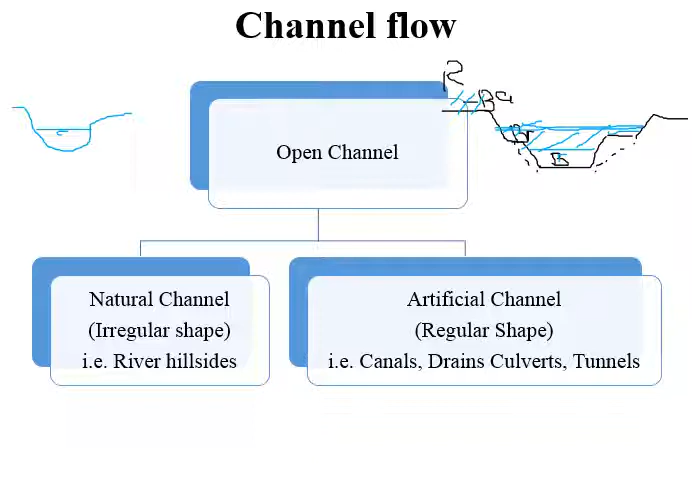 Channel flow
R
B
Open Channel
Natural Channel
(Irregular shape)
i.e. River hillsides
Artificial Channel
(Regular Shape)
i.e. Canals, Drains Culverts, Tunnels